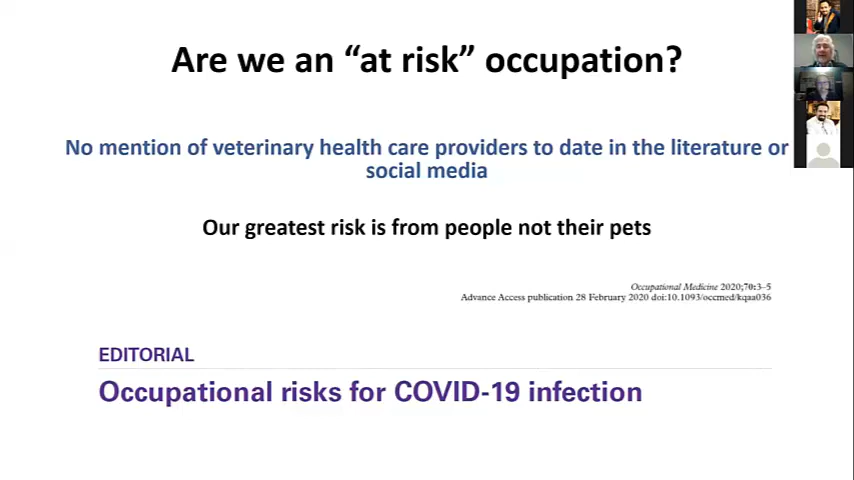 Are we an “at risk” occupation?
No mention of veterinary health care providers to date in the literature or
social media
Our greatest risk is from people not their pets
Occupational Medicine 2020;70:3–5
Advance Access publication 28 February 2020 doi:10.1093/occmed/kqaa036
EDITORIAL
Occupational risks for COVID-19 infection